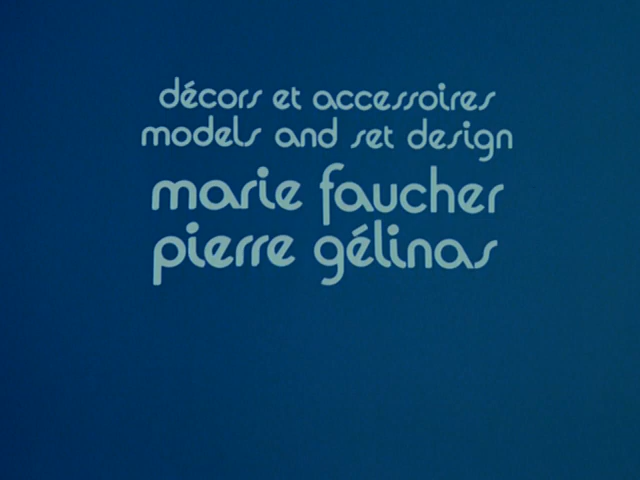 décors et accessoires
models and set design
marie faucher
pierre gélinas